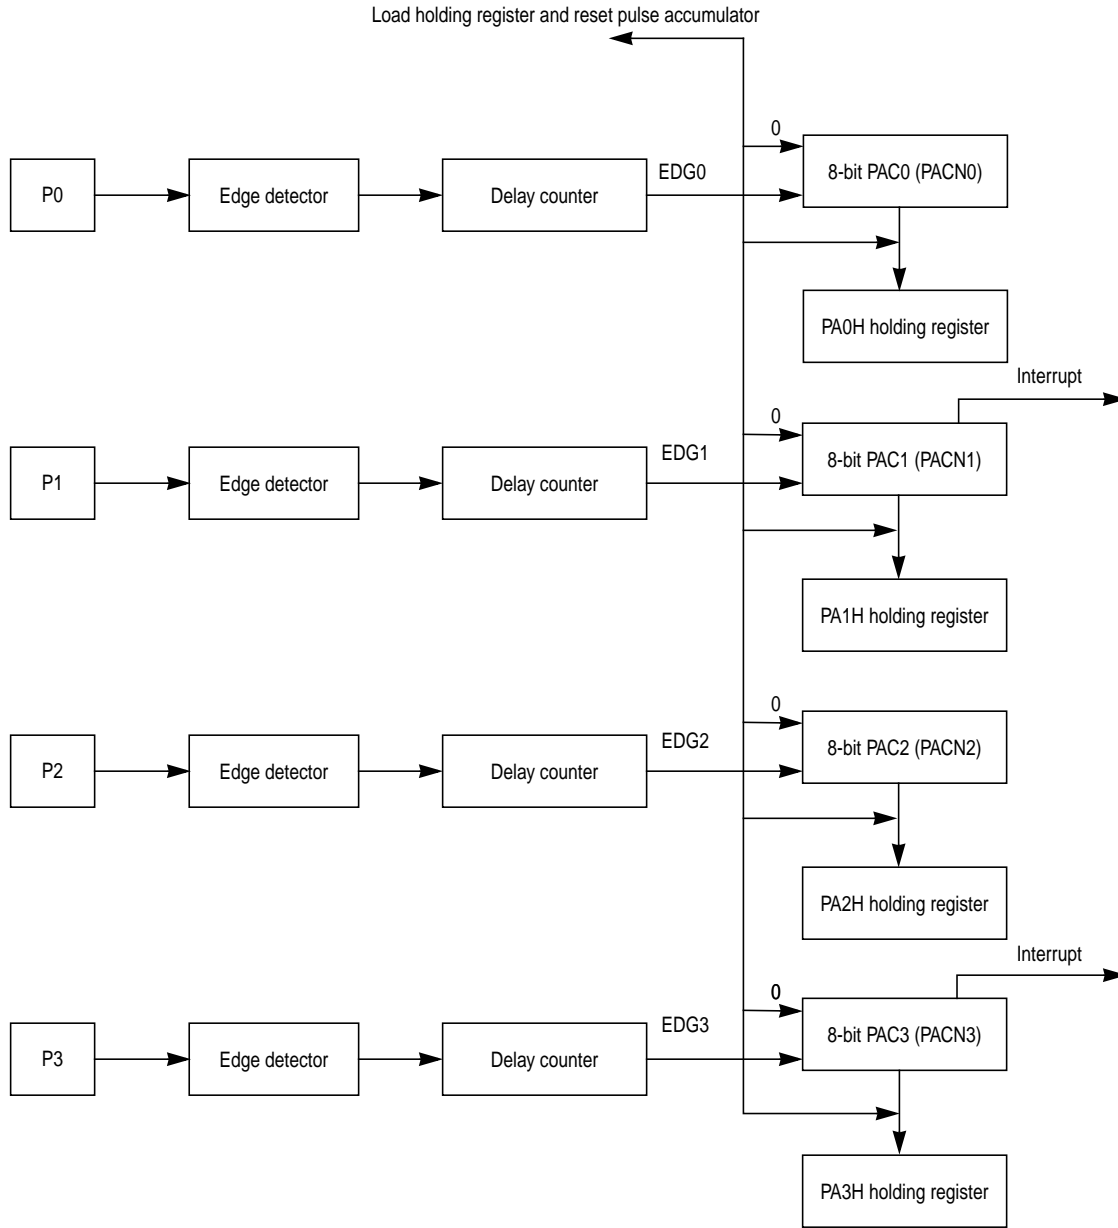 Load holding register and reset pulse accumulator
0
8-bit PAC0 (PACN0)
EDG0
P0
Edge detector
Delay counter
PA0H holding register
Interrupt
0
8-bit PAC1 (PACN1)
EDG1
P1
Edge detector
Delay counter
PA1H holding register
0
8-bit PAC2 (PACN2)
EDG2
P2
Edge detector
Delay counter
PA2H holding register
Interrupt
0
8-bit PAC3 (PACN3)
EDG3
P3
Edge detector
Delay counter
PA3H holding register